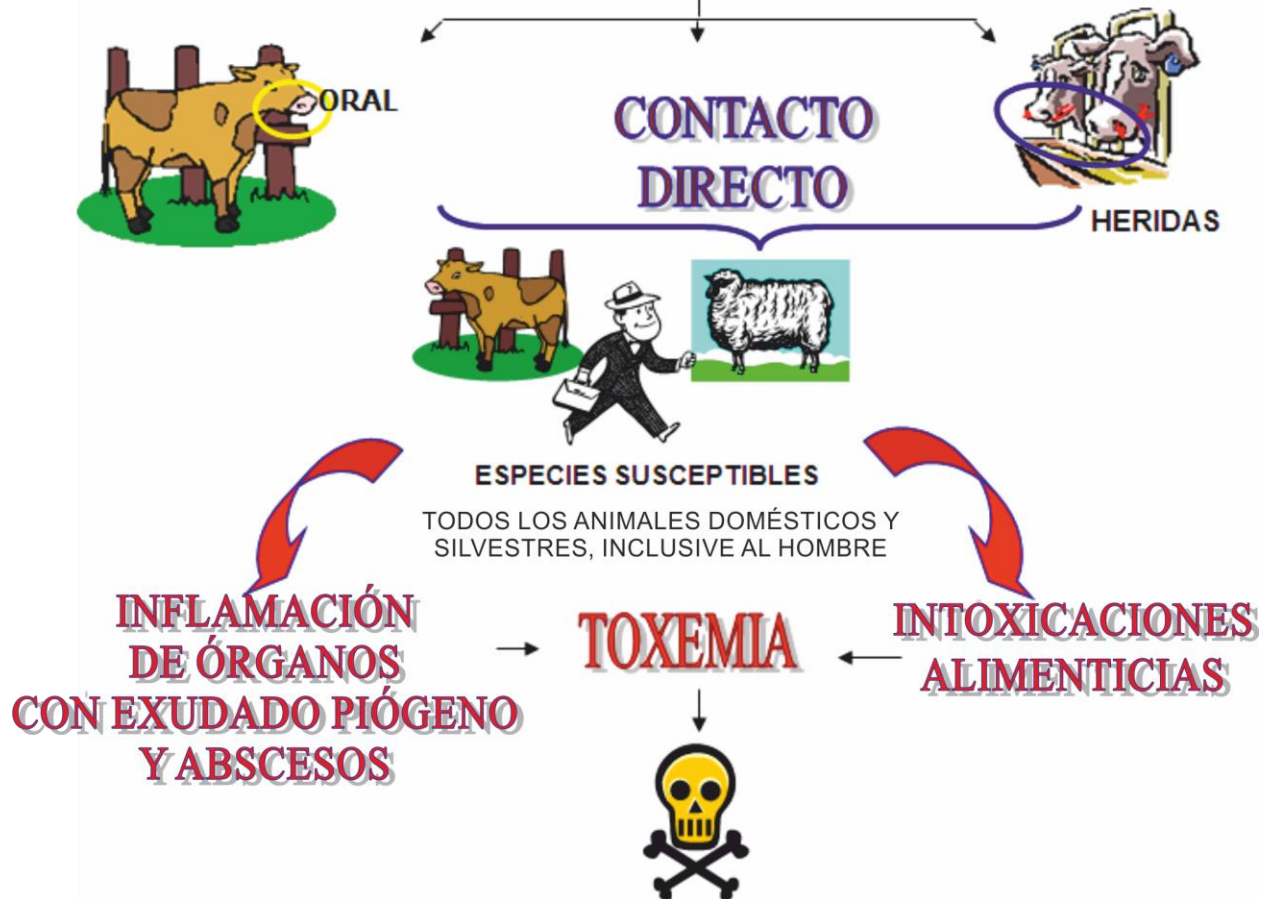 ORAL
CONTACTO
DIRECTO
HERIDAS
ESPECIES SUSCEPTIBLES
TODOS LOS ANIMALES DOMÉSTICOS Y
SILVESTRES, INCLUSIVE AL HOMBRE
INFLAMACIÓN
DE ÓRGANOS
CON EXUDADO PIÓGENO
Y ABSCESOS
TOXEMIA
INTOXICACIONES
ALIMENTICIAS